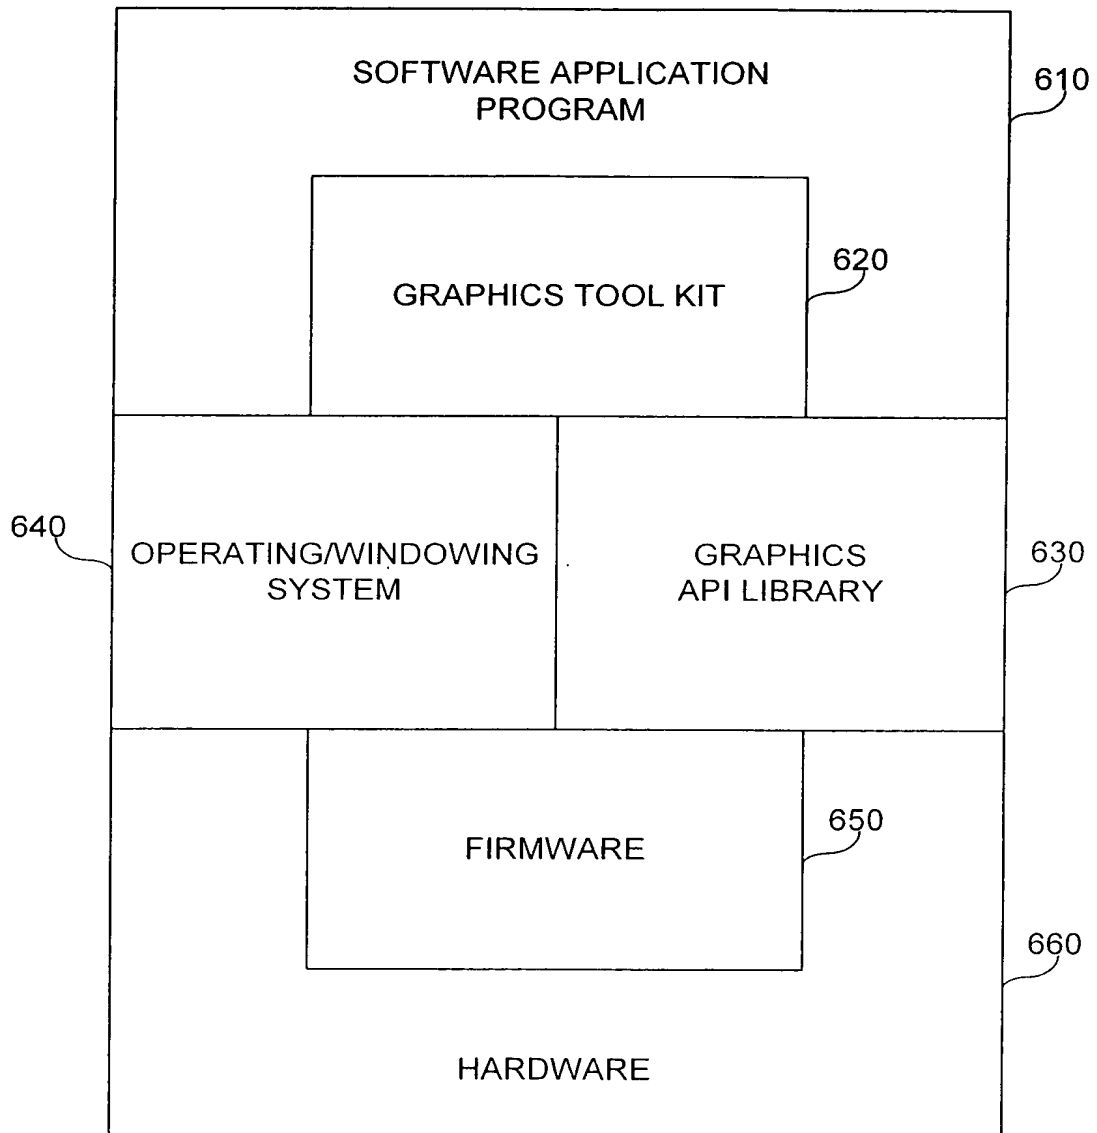 SOFTWARE APPLICATION
PROGRAM
610
GRAPHICS TOOL KIT
620
640
OPERATING/WINDOWING
SYSTEM
GRAPHICS
API LIBRARY
630
FIRMWARE
650
660
HARDWARE